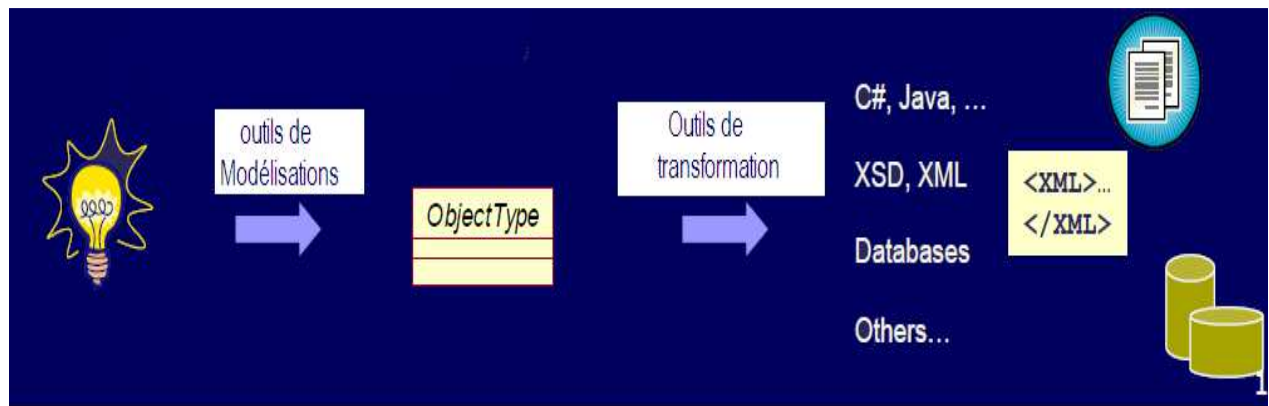 outils de
Modélisations
ObjectType
Outils de
transformation
C#, Java, ...
XSD, XML
Databases
Others...
<XML>...
</XML>
1